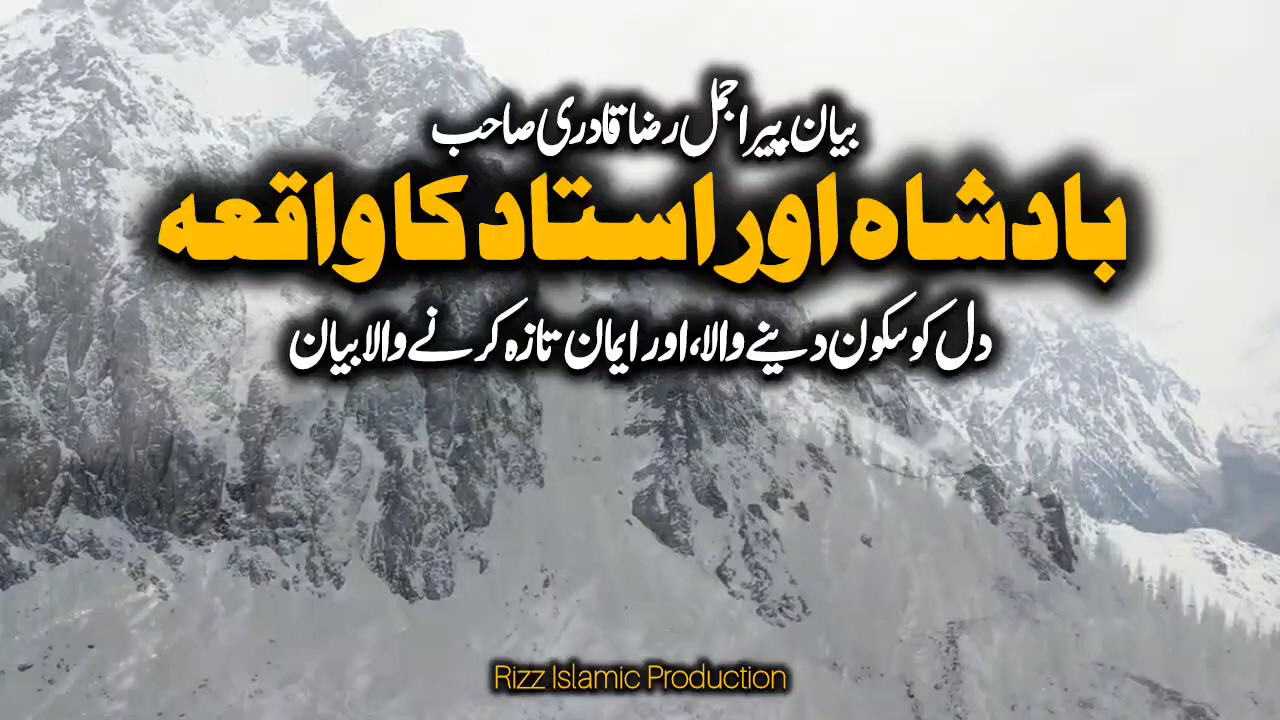 بیان پیر اجمل رضا قادری صاحب
بادشاہ اور استاد کا واقعہ
دل کو سکون دینے والا، اور ایمان تازہ کرنے والا بیان
Rizz Islamic Production